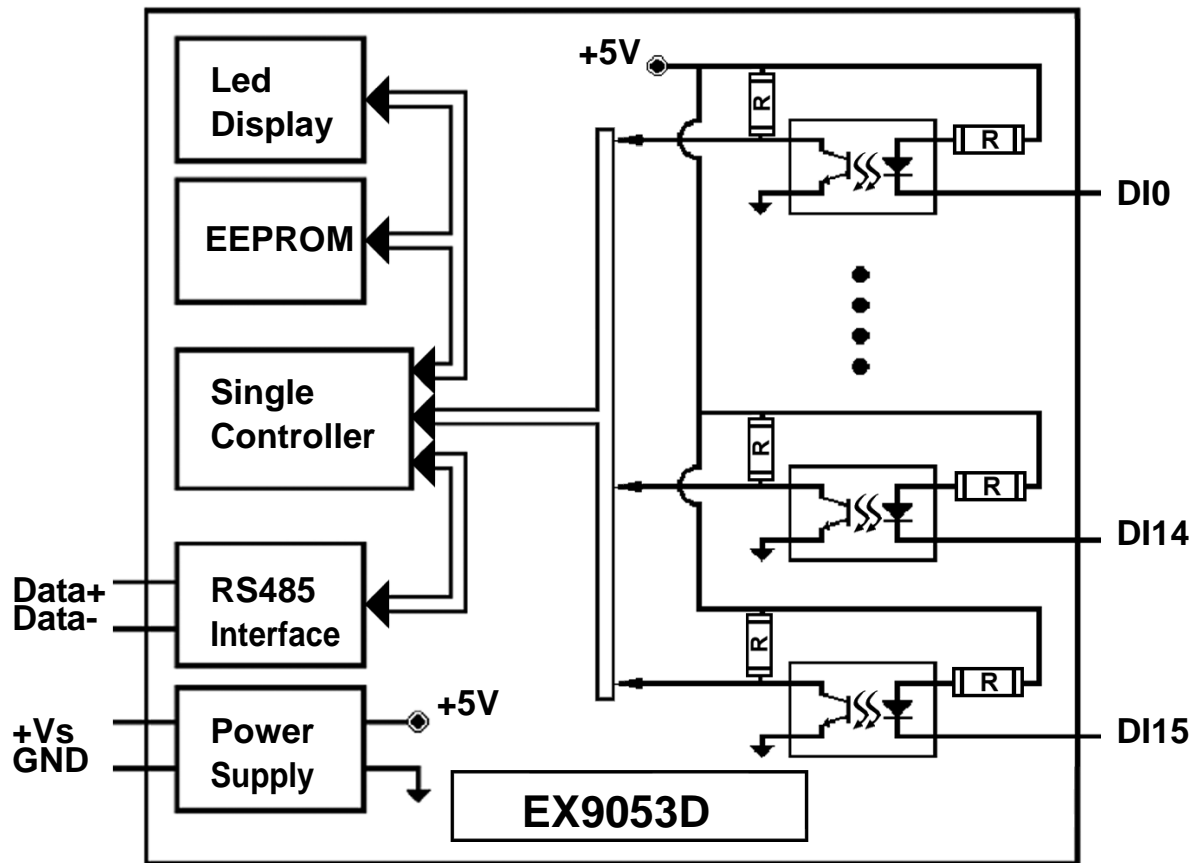 Led
Display
EEPROM
Single
Controller
RS485
Interface
Power
Supply
Data+
Data-
+Vs
GND
+5V
+5V
R
R
DI0
R
R
DI14
R
R
DI15
EX9053D